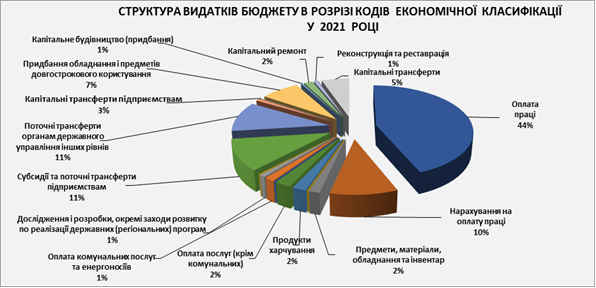 СТРУКТУРА ВИДАТКІВ БЮДЖЕТУ В РОЗРІЗІ КОДІВ ЕКОНОМІЧНОЇ КЛАСИФІКАЦІЇ
У 2021 РОЦІ
Капітальне будівництво (придбання)
1%
Капітальний ремонт
2%
Реконструкція та реставрація
1%
Капітальні трансферти
5%
Придбання обладнання і предметів
довгострокового користування
7%
Капітальні трансферти підприємствам
3%
Оплата
праці
44%
Поточні трансферти
органам державного
управління інших рівнів
11%
Субсидії та поточні трансферти
підприємствам
11%
Дослідження і розробки, окремі заходи розвитку
по реалізації державних (регіональних) програм
1%
Оплата комунальних послуг
та енергоносіїв
1%
Оплата послуг (крім
комунальних)
2%
Продукти
харчування
2%
Предмети, матеріали,
обладнання та інвентар
2%
Нарахування на
оплату праці
10%